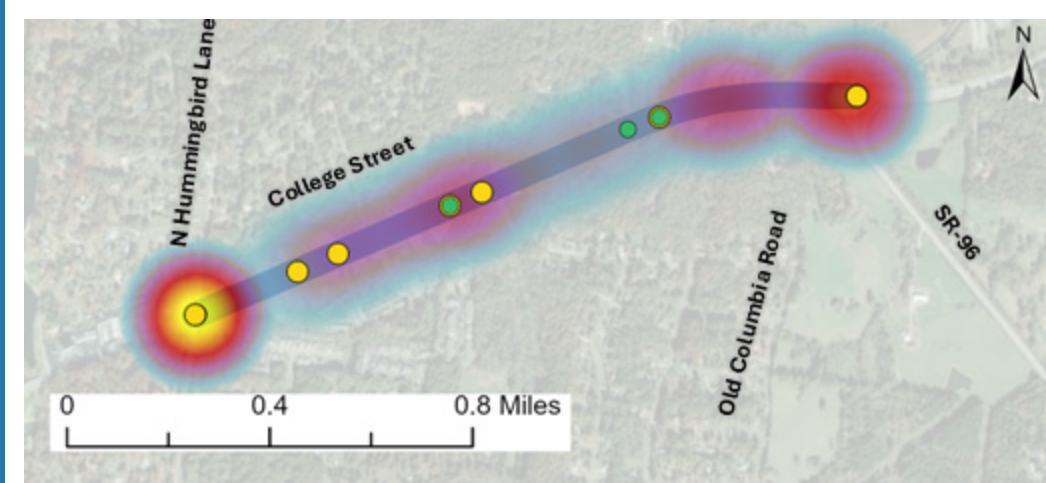 N
N Hummingbird Lane
College Street
SR-96
Old Columbia Road
0 0.4 0.8 Miles